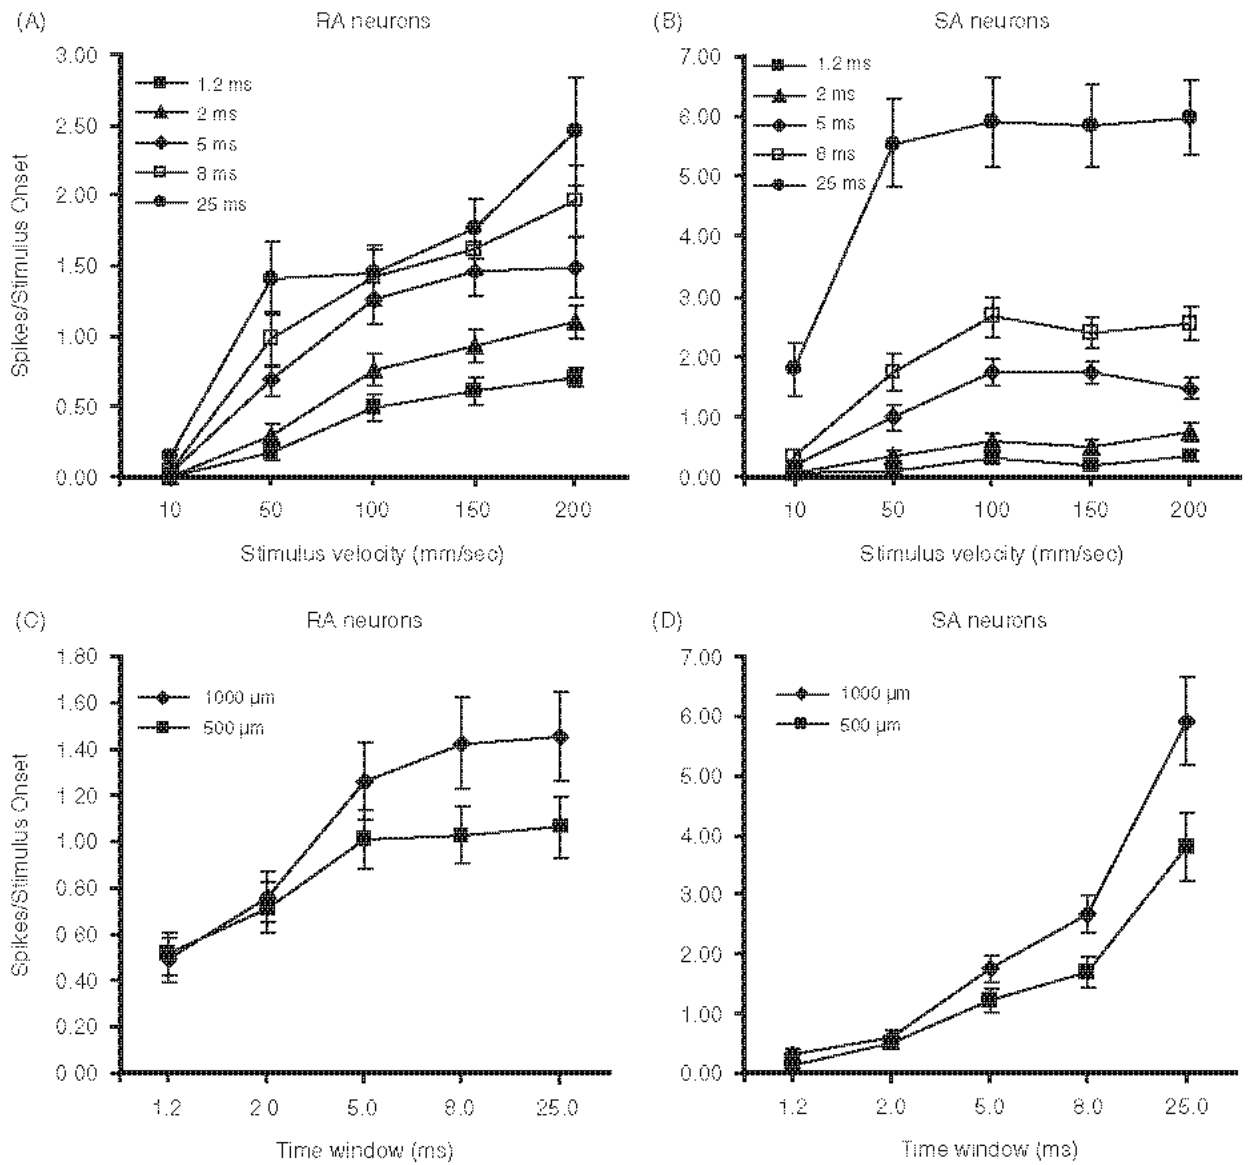 (A) RA neurons
Spikes/Stimulus Onset
3.00
2.50
2.00
1.50
1.00
0.50
0.00
1.2 ms
2 ms
5 ms
8 ms
25 ms
10 50 100 150 200
Stimulus velocity (mm/sec)
(B) SA neurons
7.00
6.00
5.00
4.00
3.00
2.00
1.00
0.00
1.2 ms
2 ms
5 ms
8 ms
25 ms
10 50 100 150 200
Stimulus velocity (mm/sec)
(C) RA neurons
Spikes/Stimulus Onset
1.80
1.60
1.40
1.20
1.00
0.80
0.60
0.40
0.20
0.00
1000 µm
500 µm
1.2 2.0 5.0 8.0 25.0
Time window (ms)
(D) SA neurons
7.00
6.00
5.00
4.00
3.00
2.00
1.00
0.00
1000 µm
500 µm
1.2 2.0 5.0 8.0 25.0
Time window (ms)